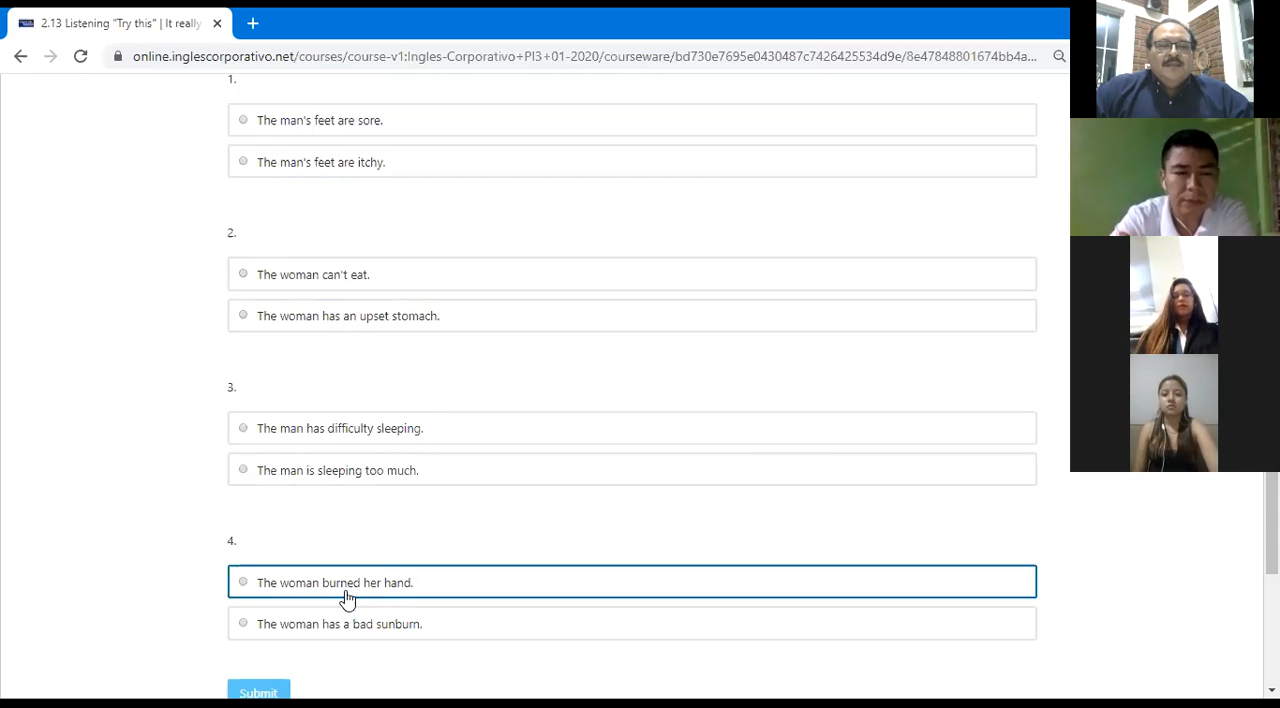 2.13 Listening "Try this" | It really
online.inglescorporativo.net/courses/course-v1:Ingles_Corporativo+PI3+01-2020/courseware/bd730e7695e0430487c7426425534d9e/8e47848801674bb4a...
1.
The man's feet are sore.
The man's feet are itchy.
2.
The woman can't eat.
The woman has an upset stomach.
3.
The man has difficulty sleeping.
The man is sleeping too much.
4.
The woman burned her hand.
The woman has a bad sunburn.
Submit